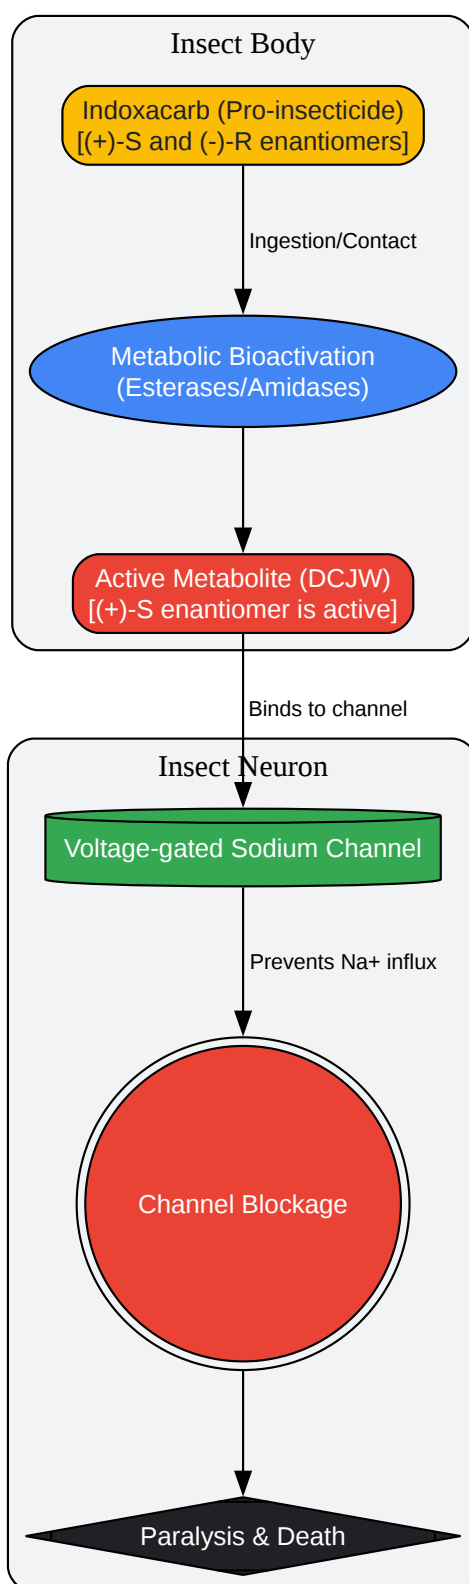 Insect Body
Indoxacarb (Pro-insecticide)
[(+)-S and (-)-R enantiomers]
Ingestion/Contact
Metabolic Bioactivation
(Esterases/Amidases)
Active Metabolite (DCJW)
[(+)-S enantiomer is active]
Binds to channel
Insect Neuron
Voltage-gated Sodium Channel
Prevents Na+ influx
Channel Blockage
Paralysis & Death